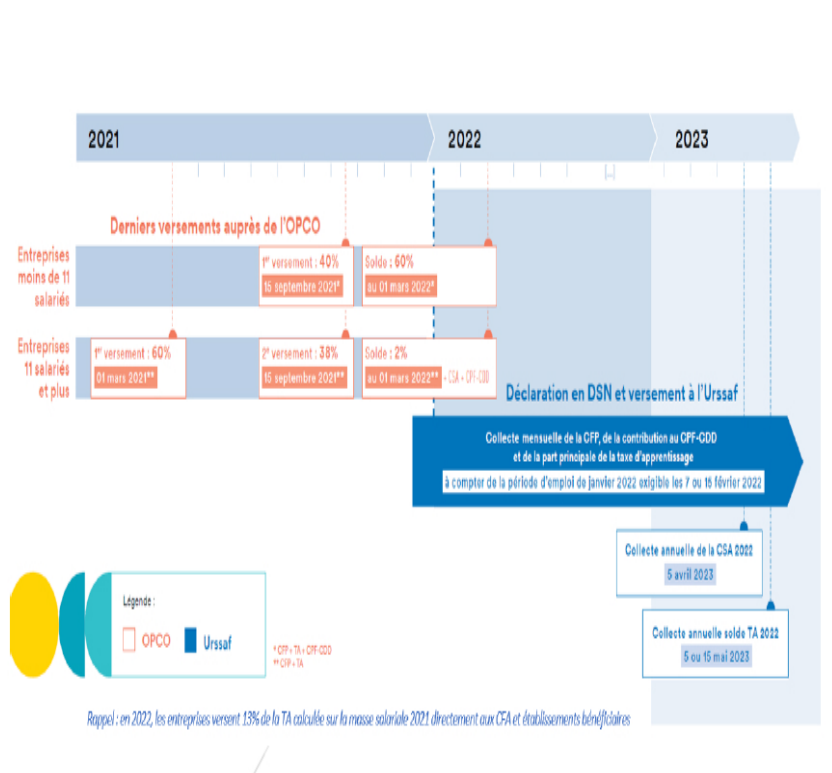 2021
2022
2023
Derniers versements auprès de l'OPCO
Entreprises
moins de 11
salariés
1er versement : 40%
15 septembre 2021*
Solde : 60%
au 01 mars 2022*
Entreprises
11 salariés
et plus
1er versement : 60%
01 mars 2021**
2e versement : 38%
15 septembre 2021**
Solde : 2%
au 01 mars 2022** + CSA + CPF-CDD
Déclaration en DSN et versement à l'Urssaf
Collecte mensuelle de la CFP, de la contribution au CPF-CDD
et de la part principale de la taxe d'apprentissage
à compter de la période d'emploi de janvier 2022 exigible les 7 ou 15 février 2022
Collecte annuelle de la CSA 2022
5 avril 2023
Collecte annuelle solde TA 2022
5 ou 15 mai 2023
Légende :
OPCO
Urssaf
* CFP + TA + CPF-CDD
** CFP + TA
Rappel : en 2022, les entreprises versent 13% de la TA calculée sur la masse salariale 2021 directement aux CFA et établissements bénéficiaires